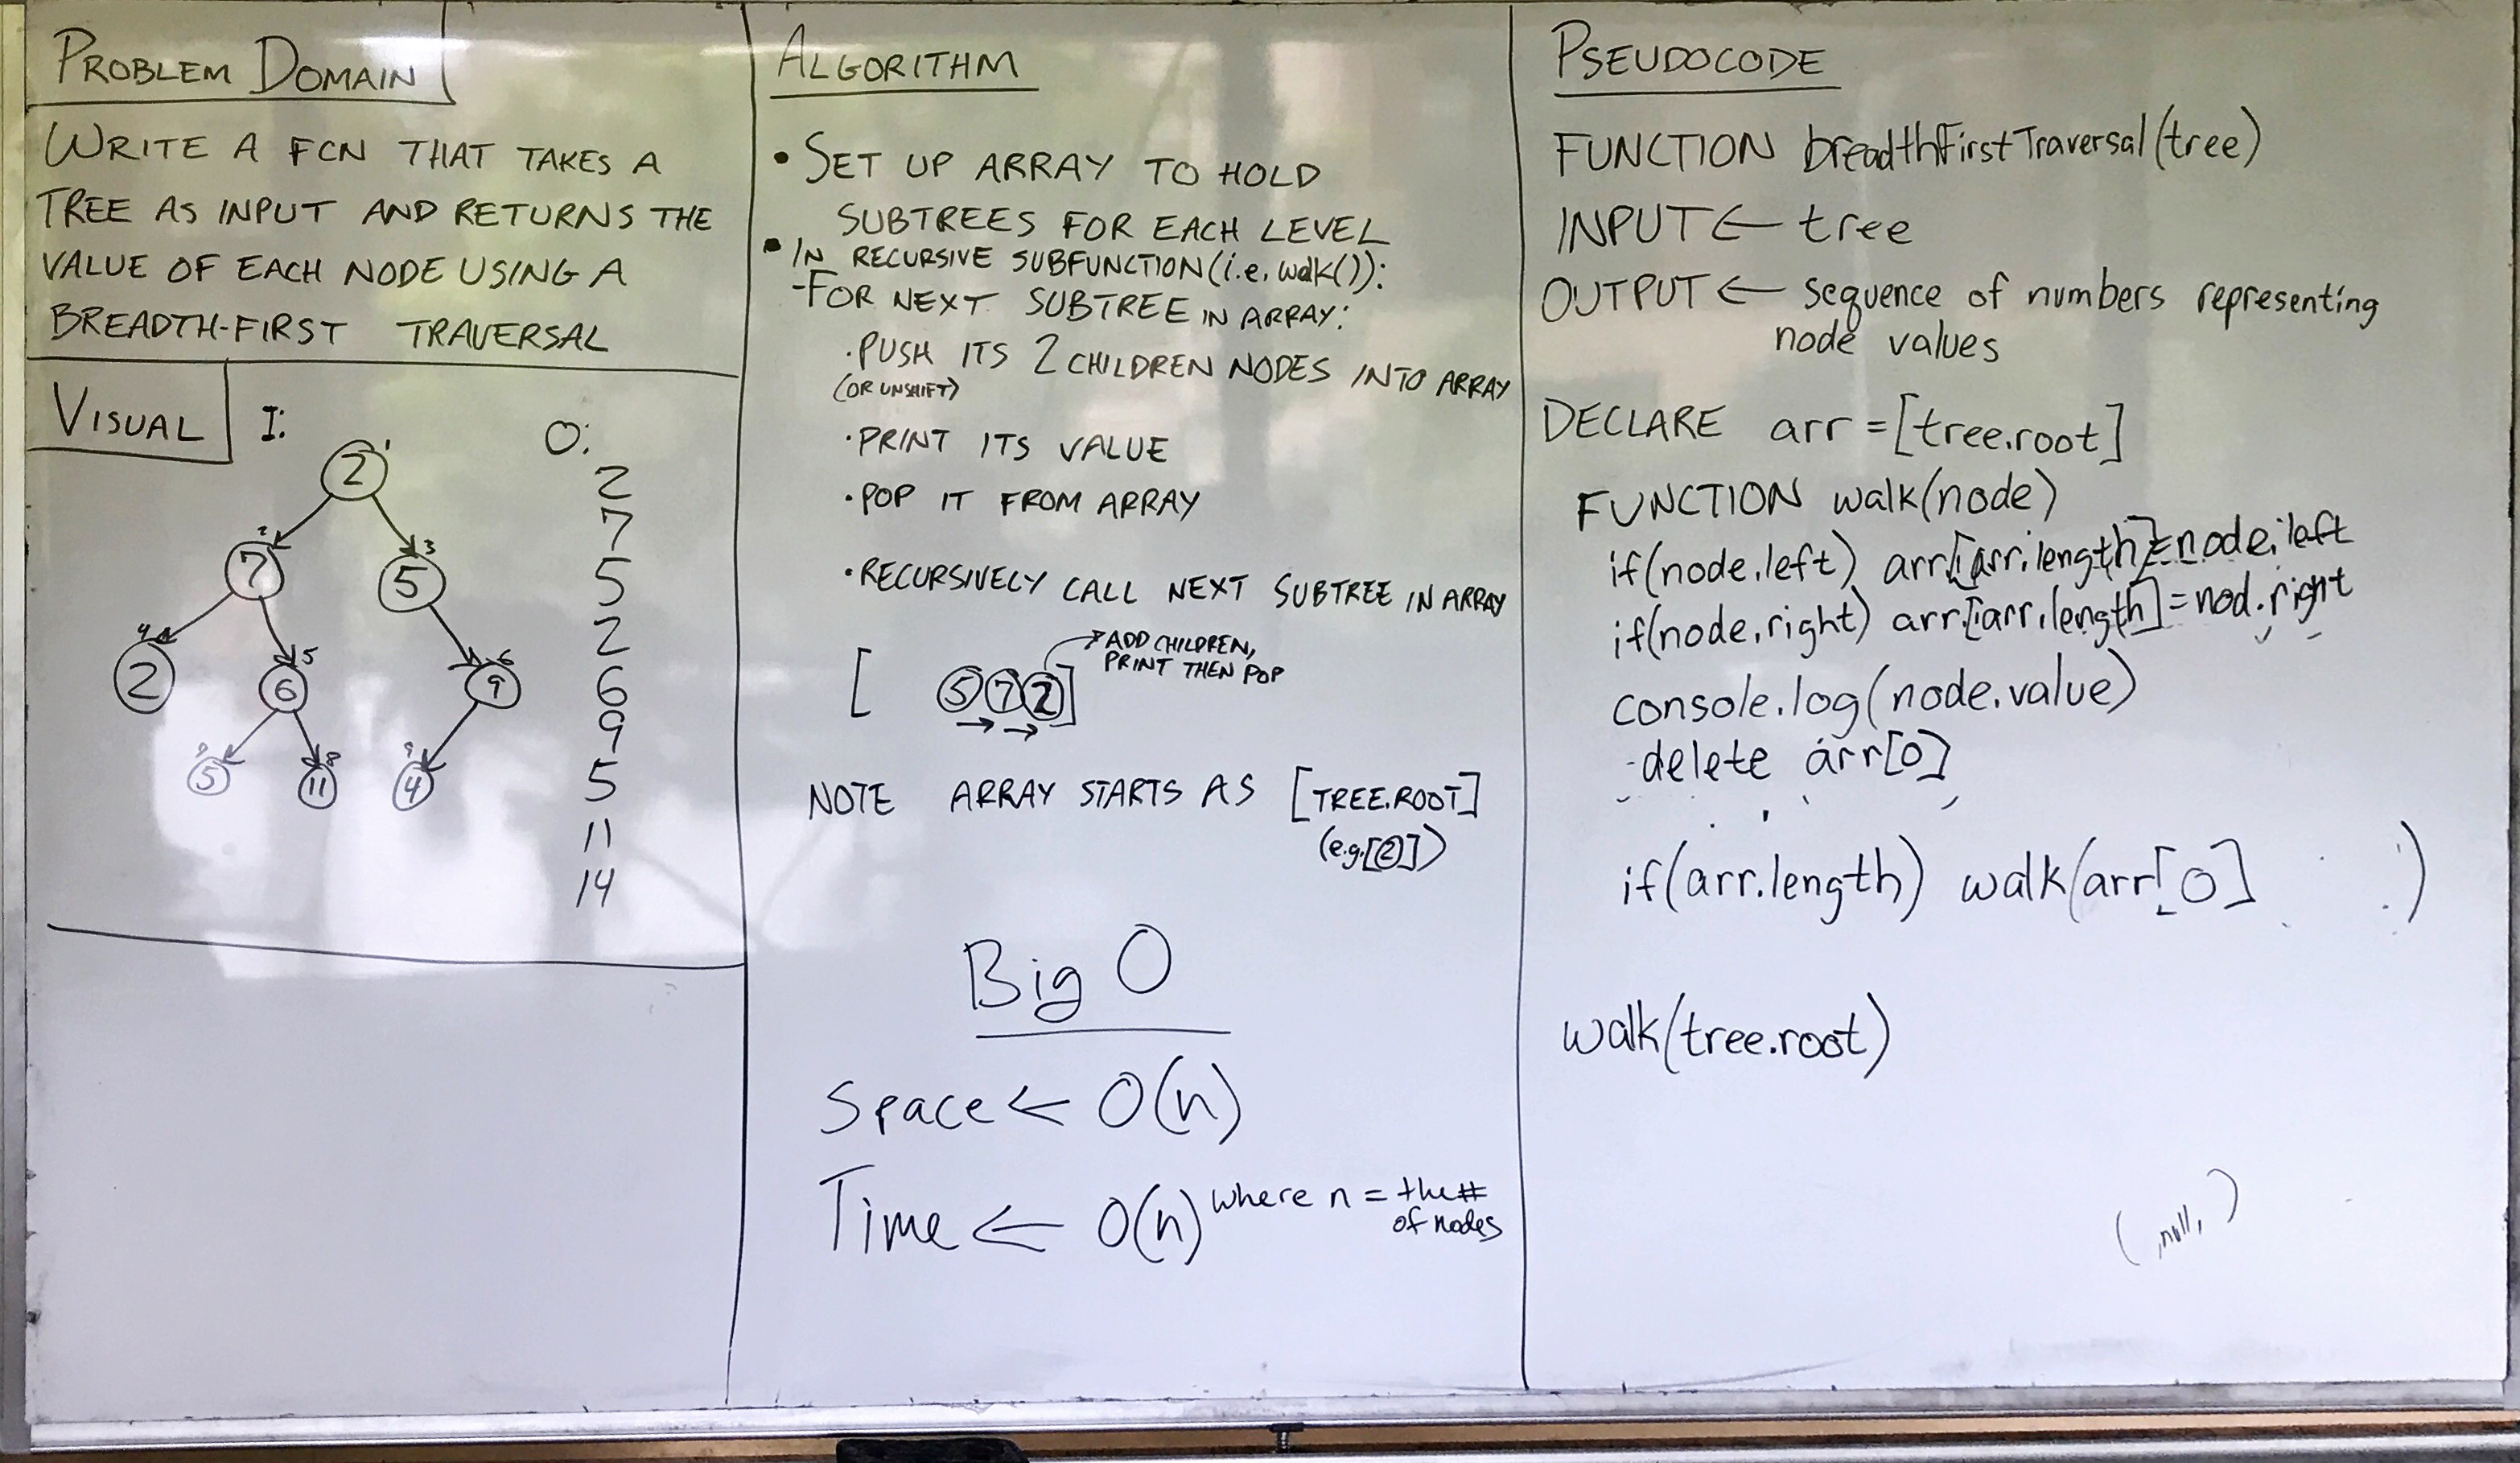 PROBLEM DOMAIN
WRITE A FCN THAT TAKES A
TREE AS INPUT AND RETURNS THE
VALUE OF EACH NODE USING A
BREADTH-FIRST TRAVERSAL
VISUAL
I:
2 1
7 2
5 3
2 4
6 5
9 6
5
11 8
4 9
O:
2
7
5
2
6
9
5
11
14
ALGORITHM
• SET UP ARRAY TO HOLD
SUBTREES FOR EACH LEVEL
• IN RECURSIVE SUBFUNCTION (i.e. walk()):
-FOR NEXT SUBTREE IN ARRAY:
·PUSH ITS 2 CHILDREN NODES INTO ARRAY
(OR UNSHIFT)
·PRINT ITS VALUE
·POP IT FROM ARRAY
·RECURSIVELY CALL NEXT SUBTREE IN ARRAY
ADD CHILDREN,
PRINT THEN POP
[ 5 7 2 ]
NOTE ARRAY STARTS AS [TREE.ROOT]
(e.g.[2])
Big O
Space ← O(n)
Time ← O(n) where n = the #
of nodes
PSEUDOCODE
FUNCTION breadthFirstTraversal(tree)
INPUT ← tree
OUTPUT ← sequence of numbers representing
node values
DECLARE arr = [tree.root]
FUNCTION walk(node)
if(node.left) arr[arr.length] = node.left
if(node.right) arr[arr.length] = nod.right
console.log(node.value)
delete arr[0]
if(arr.length) walk(arr[0] )
walk(tree.root)
( ,null, )